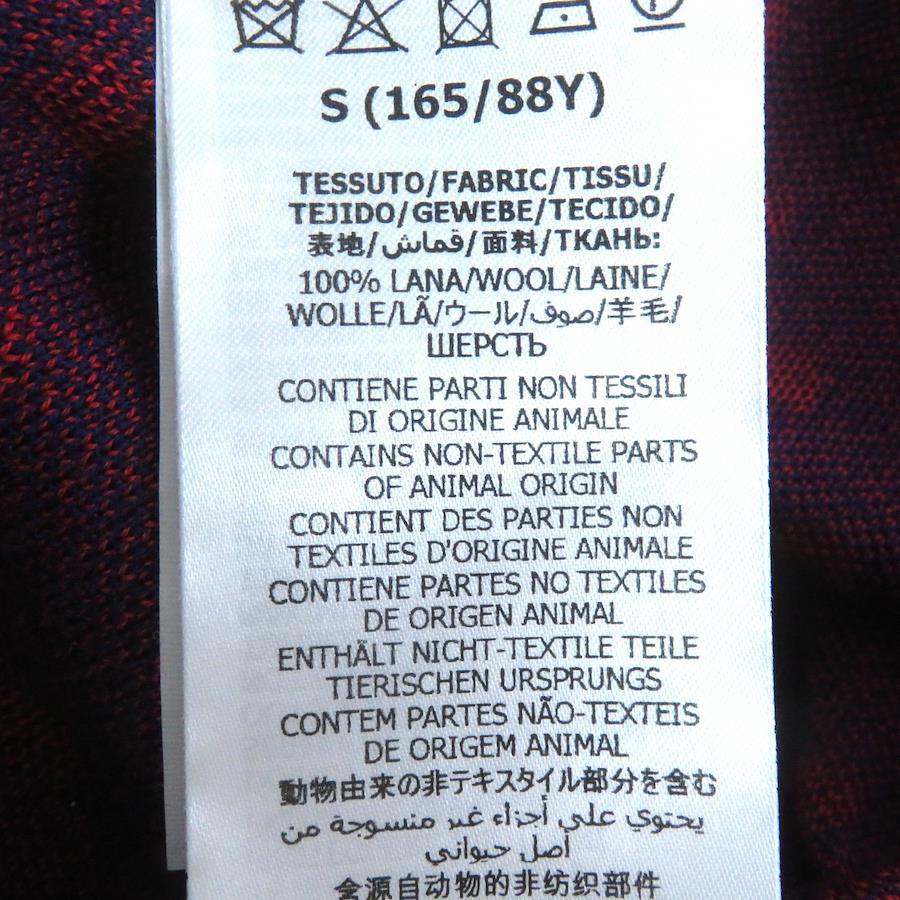 S (165/88Y)
TESSUTO/FABRIC/TISSU/
TEJIDO/GEWEBE/TECIDO/
表地/قماش/面料/ТКАНЬ:
100% LANA/WOOL/LAINE/
WOLLE/LÃ/ウール/صوف/羊毛/
ШЕРСТЬ
CONTIENE PARTI NON TESSILI
DI ORIGINE ANIMALE
CONTAINS NON-TEXTILE PARTS
OF ANIMAL ORIGIN
CONTIENT DES PARTIES NON
TEXTILES D'ORIGINE ANIMALE
CONTIENE PARTES NO TEXTILES
DE ORIGEN ANIMAL
ENTHÄLT NICHT-TEXTILE TEILE
TIERISCHEN URSPRUNGS
CONTEM PARTES NÃO-TEXTEIS
DE ORIGEM ANIMAL
動物由来の非テキスタイル部分を含む
يحتوي علي أجزاء غير منسوجة من
أصل حيواني
含源自动物的非纺织部件